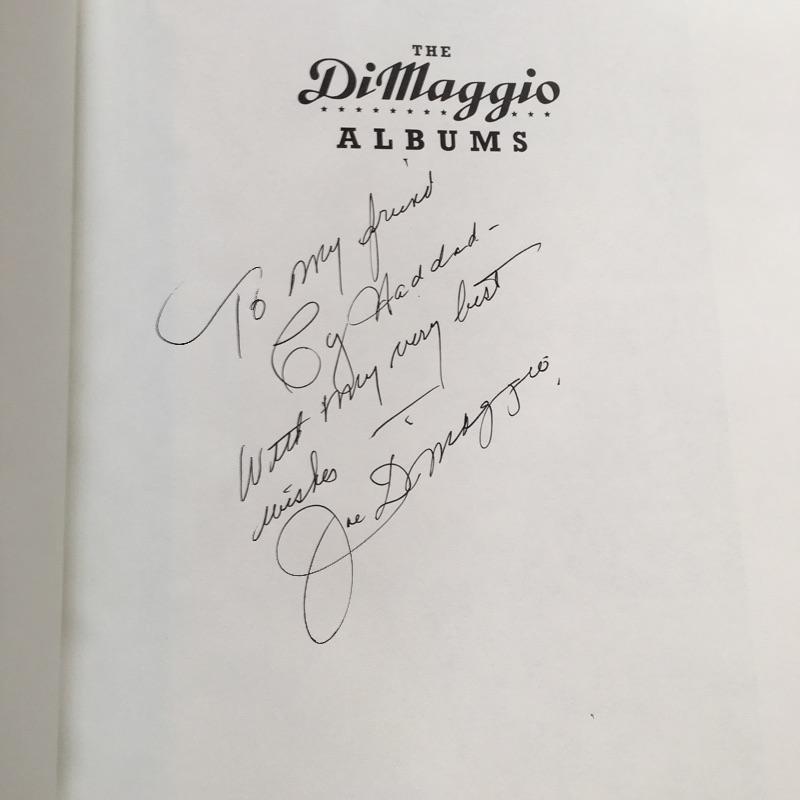 THE
DiMaggio
ALBUMS
To my friend
Cy Haddad-
With my very best
wishes -
Joe DiMaggio,